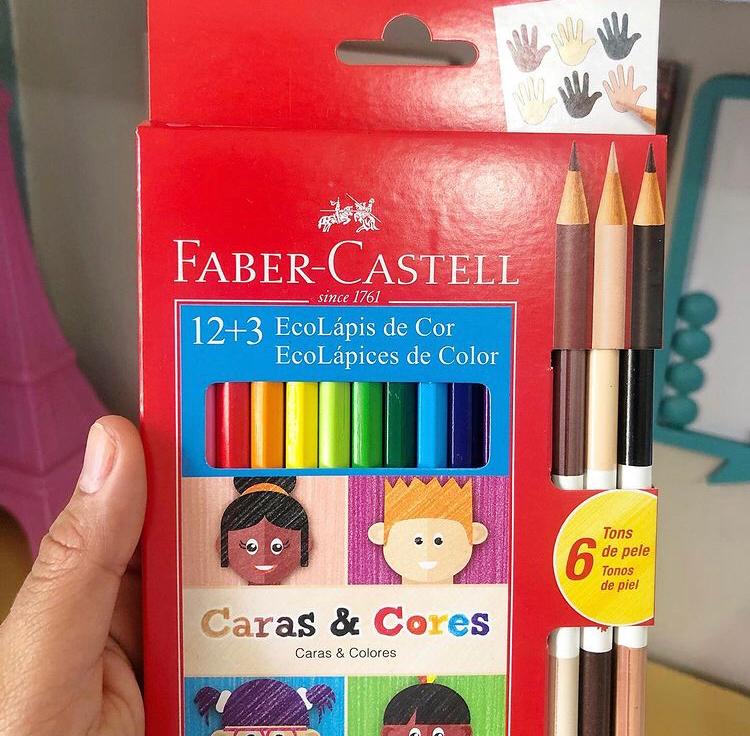 FABER-CASTELL
since 1761
12+3 EcoLápis de Cor
EcoLápices de Color
6 Tons
de pele
Tonos
de piel
Caras & Cores
Caras & Colores